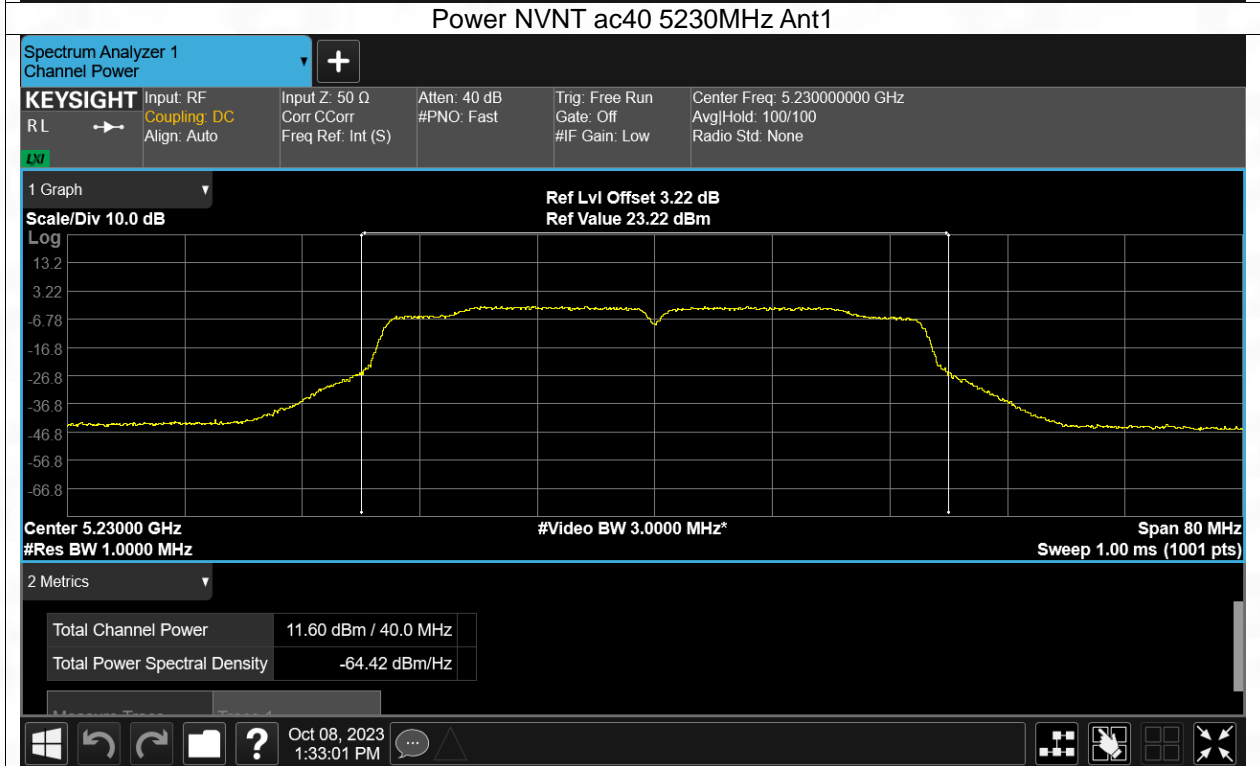 Power NVNT ac40 5230MHz Ant1
Spectrum Analyzer 1
Channel Power
KEYSIGHT
R L
LXI
Input: RF
Coupling: DC
Align: Auto
Input Z: 50 Ω
Corr CCorr
Freq Ref: Int (S)
Atten: 40 dB
#PNO: Fast
Trig: Free Run
Gate: Off
#IF Gain: Low
Center Freq: 5.230000000 GHz
Avg|Hold: 100/100
Radio Std: None
1 Graph
Scale/Div 10.0 dB
Ref Lvl Offset 3.22 dB
Ref Value 23.22 dBm
Log
13.2
3.22
-6.78
-16.8
-26.8
-36.8
-46.8
-56.8
-66.8
Center 5.23000 GHz
#Res BW 1.0000 MHz
#Video BW 3.0000 MHz*
Span 80 MHz
Sweep 1.00 ms (1001 pts)
2 Metrics
Total Channel Power 11.60 dBm / 40.0 MHz
Total Power Spectral Density -64.42 dBm/Hz
Measure Trace Trace 1
?
Oct 08, 2023
1:33:01 PM